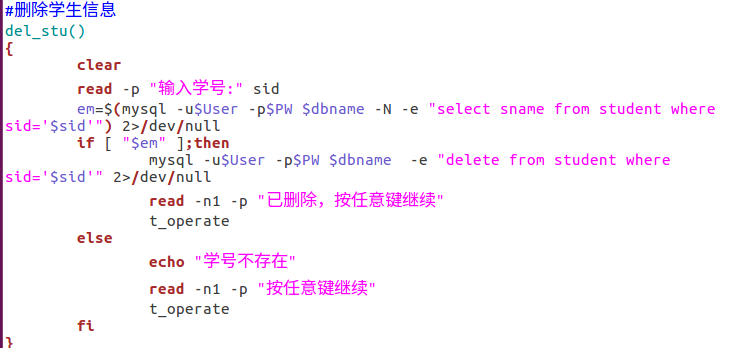 #删除学生信息
del_stu()
{
        clear
        read -p "输入学号:" sid
        em=$(mysql -u$User -p$PW $dbname -N -e "select sname from student where
sid='$sid'") 2>/dev/null
        if [ "$em" ];then
                mysql -u$User -p$PW $dbname  -e "delete from student where
sid='$sid'" 2>/dev/null
                read -n1 -p "已删除，按任意键继续"
                t_operate
        else
                echo "学号不存在"
                read -n1 -p "按任意键继续"
                t_operate
        fi
}